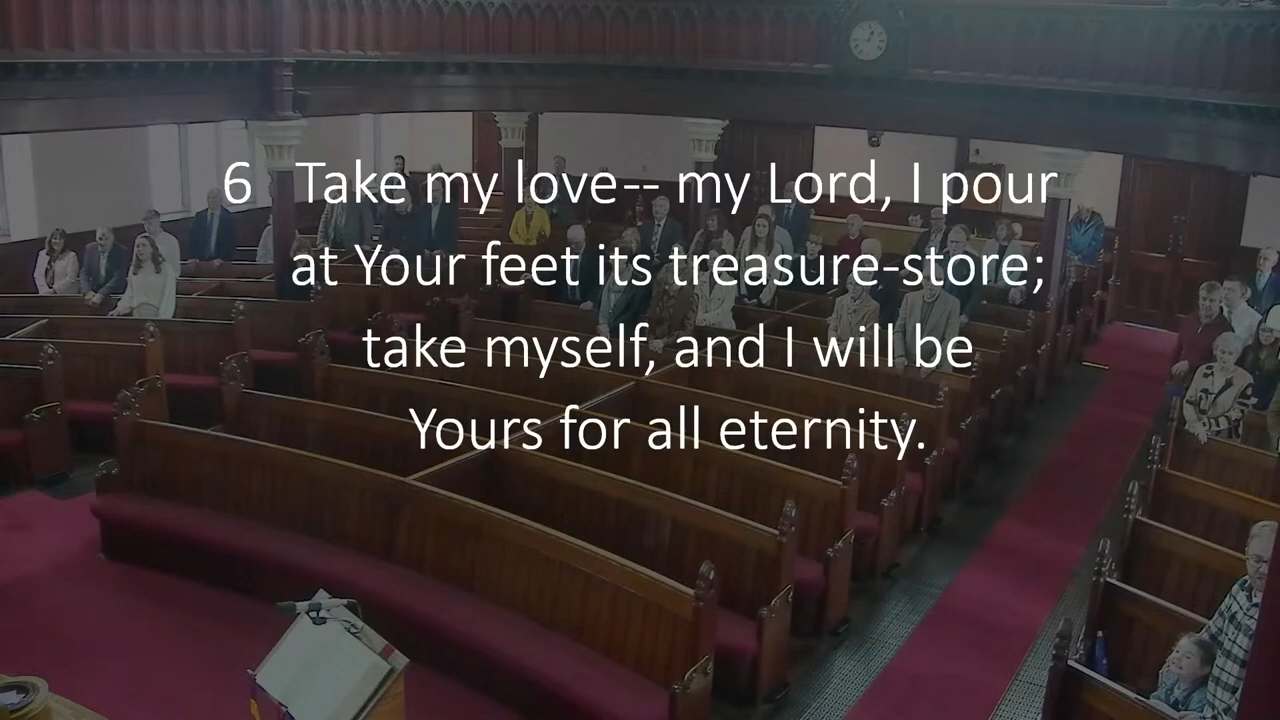 6 Take my love-- my Lord, I pour
at Your feet its treasure-store;
take myself, and I will be
Yours for all eternity.